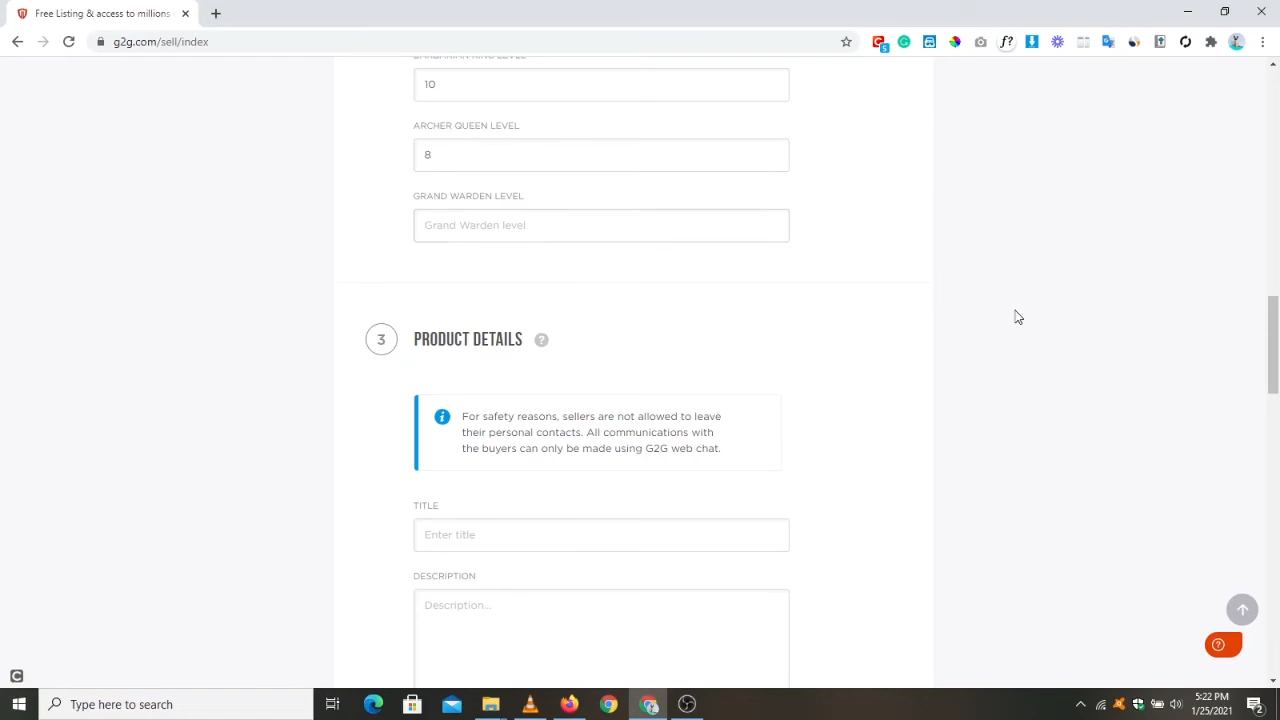 Free Listing & access to millions
g2g.com/sell/index
5
f?
10
ARCHER QUEEN LEVEL
8
GRAND WARDEN LEVEL
Grand Warden level
3
PRODUCT DETAILS
?
i
For safety reasons, sellers are not allowed to leave
their personal contacts. All communications with
the buyers can only be made using G2G web chat.
TITLE
Enter title
DESCRIPTION
Description...
?
Type here to search
5:22 PM
1/25/2021
2